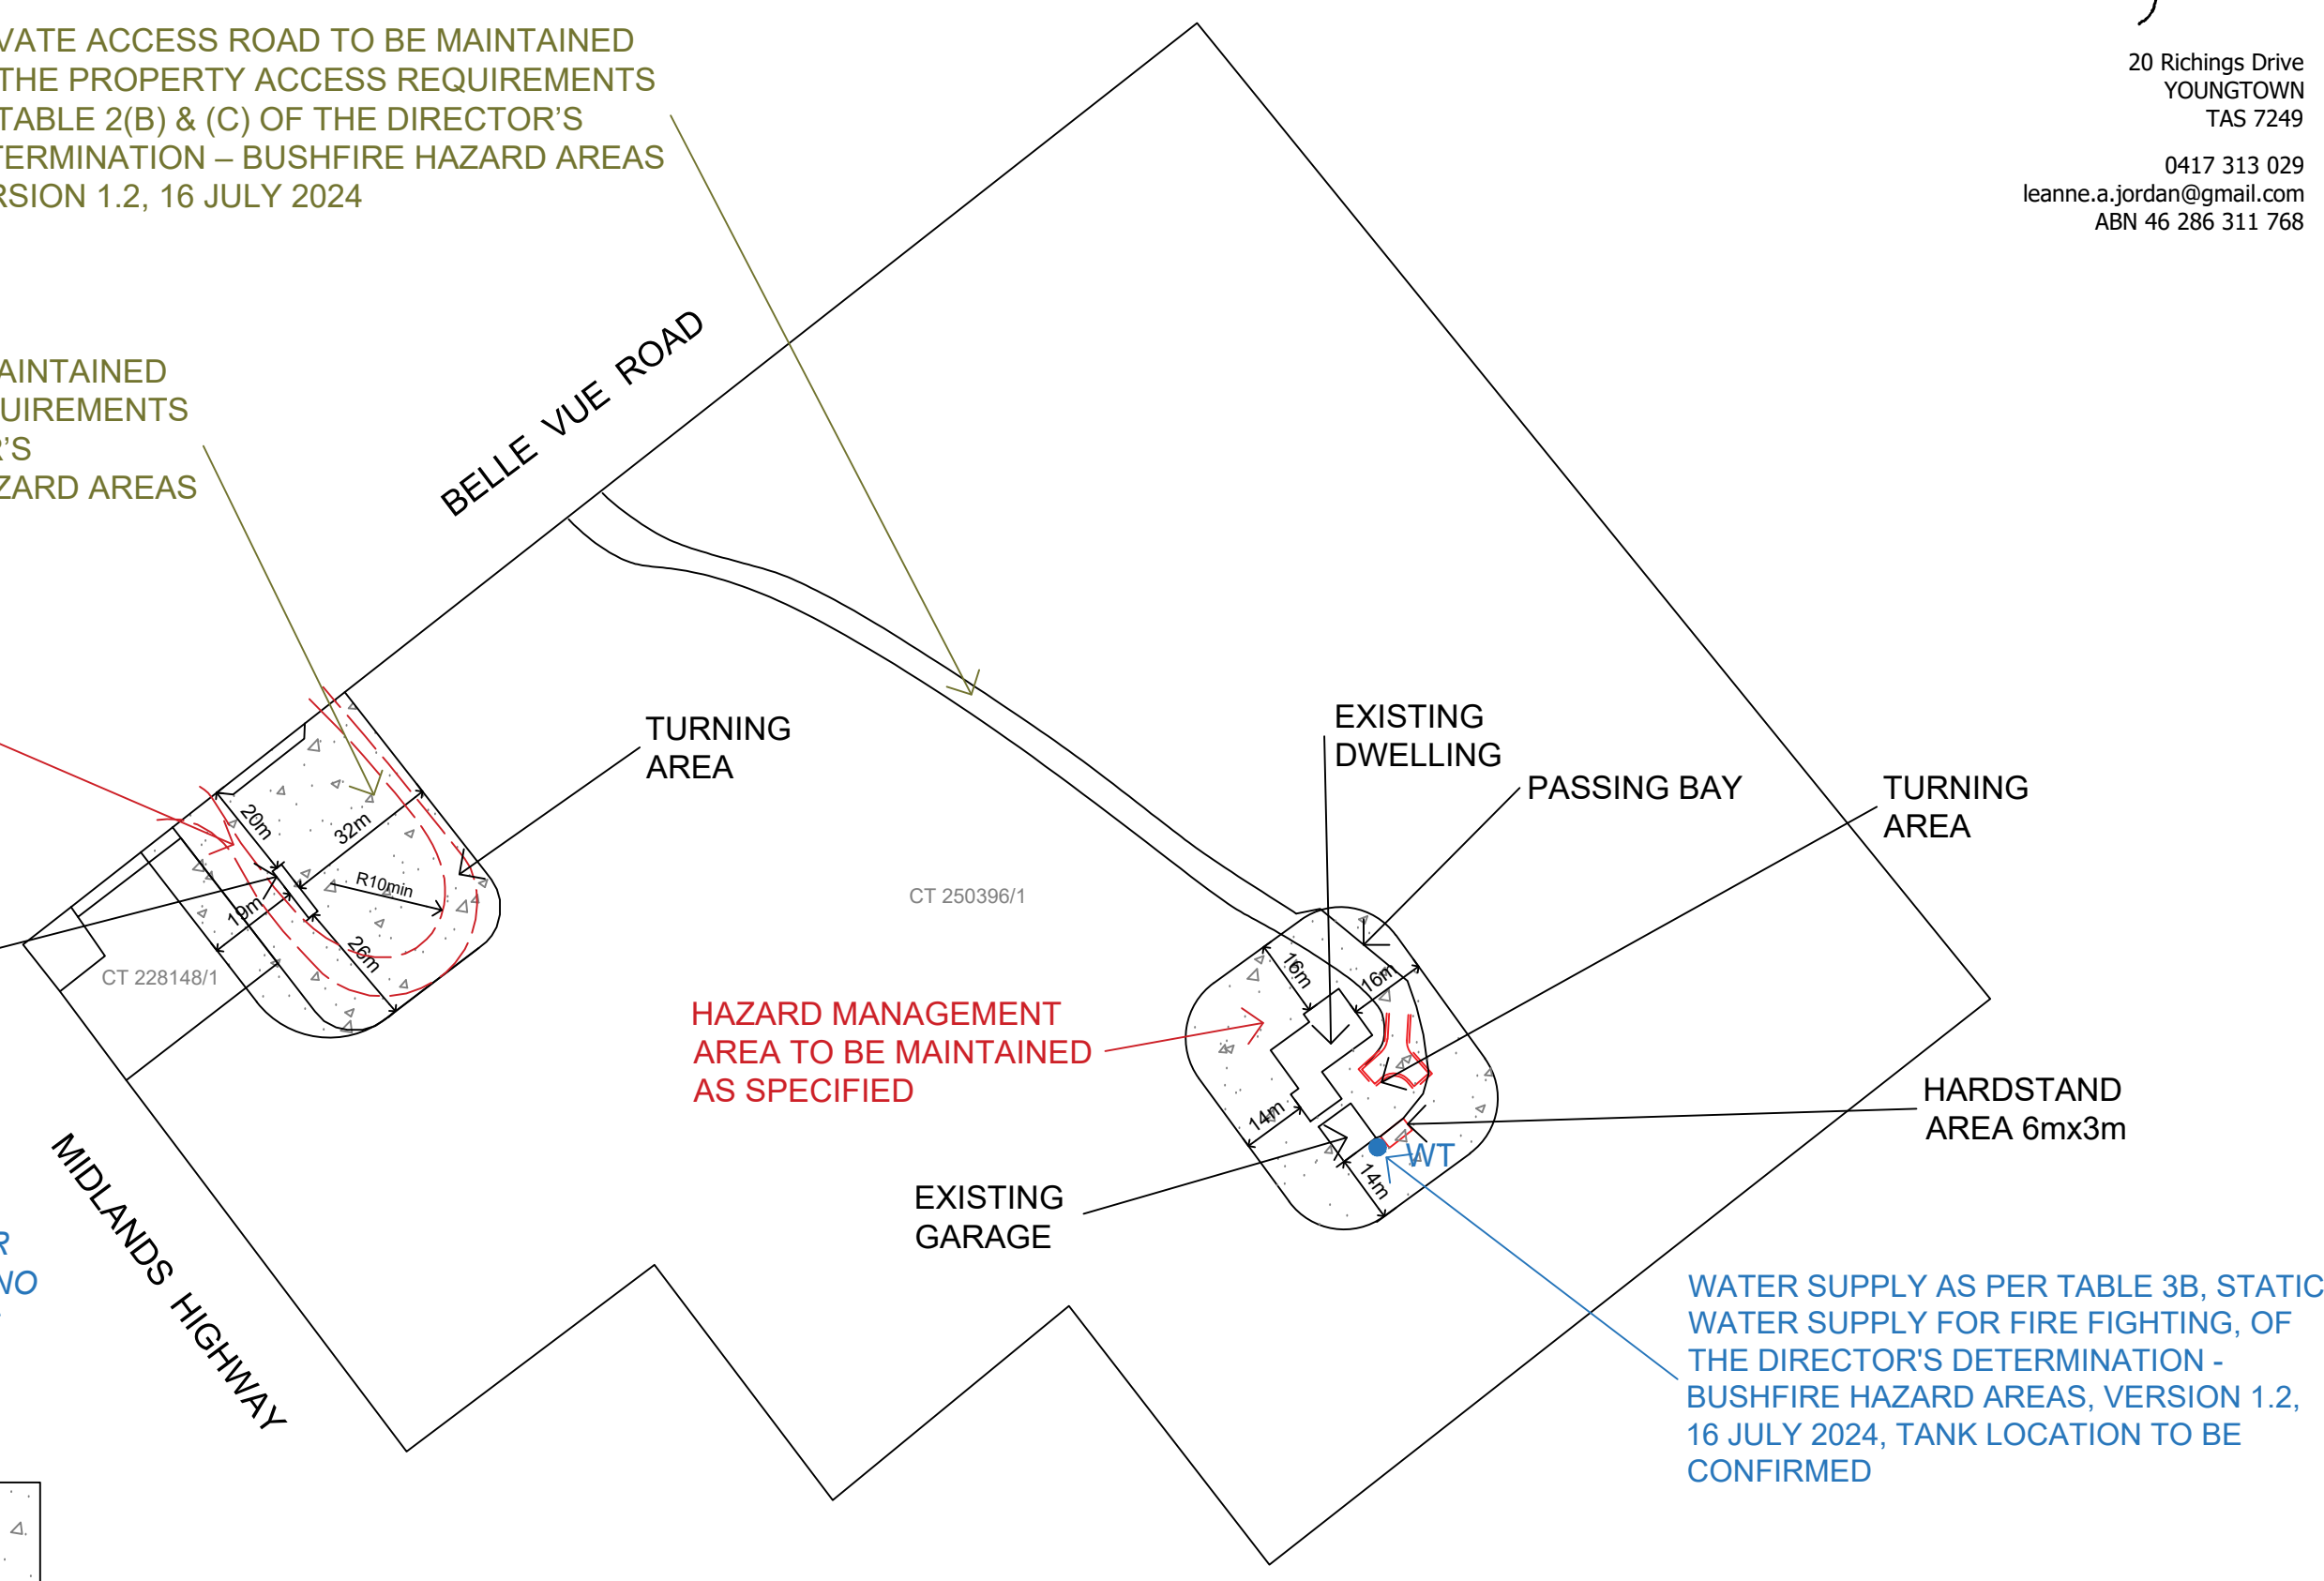 VATE ACCESS ROAD TO BE MAINTAINED
THE PROPERTY ACCESS REQUIREMENTS
TABLE 2(B) & (C) OF THE DIRECTOR’S
TERMINATION – BUSHFIRE HAZARD AREAS
RSION 1.2, 16 JULY 2024
20 Richings Drive
YOUNGTOWN
TAS 7249
0417 313 029
leanne.a.jordan@gmail.com
ABN 46 286 311 768
AINTAINED
UIREMENTS
R’S
ZARD AREAS
BELLE VUE ROAD
TURNING
AREA
20m
32m
R10min
19m
26m
CT 228148/1
CT 250396/1
EXISTING
DWELLING
PASSING BAY
TURNING
AREA
16m
16m
14m
14m
HAZARD MANAGEMENT
AREA TO BE MAINTAINED
AS SPECIFIED
HARDSTAND
AREA 6mx3m
WT
EXISTING
GARAGE
MIDLANDS HIGHWAY
R
NO
WATER SUPPLY AS PER TABLE 3B, STATIC
WATER SUPPLY FOR FIRE FIGHTING, OF
THE DIRECTOR'S DETERMINATION -
BUSHFIRE HAZARD AREAS, VERSION 1.2,
16 JULY 2024, TANK LOCATION TO BE
CONFIRMED